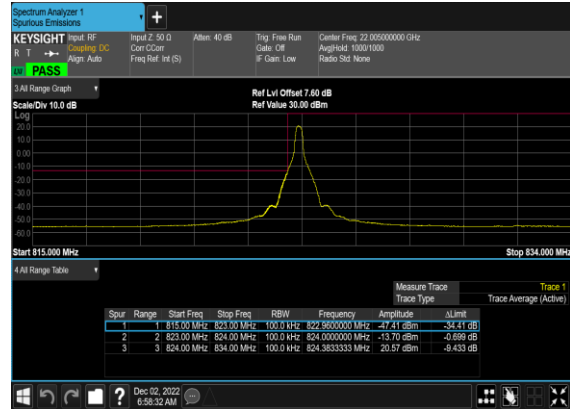 Spectrum Analyzer 1
Spurious Emissions
KEYSIGHT Input: RF Input Z: 50 Ω Atten: 40 dB Trig: Free Run Center Freq: 22.005000000 GHz
R T Coupling: DC Corr CCorr Gate: Off Avg|Hold: 1000/1000
Align: Auto Freq Ref: Int (S) IF Gain: Low Radio Std: None
PASS
3 All Range Graph Ref Lvl Offset 7.60 dB
Scale/Div 10.0 dB Ref Value 30.00 dBm
Log
20.0
10.0
0.00
-10.0
-20.0
-30.0
-40.0
-50.0
-60.0
Start 815.000 MHz Stop 834.000 MHz
4 All Range Table
Measure Trace Trace 1
Trace Type Trace Average (Active)
Spur Range Start Freq Stop Freq RBW Frequency Amplitude ΔLimit
1 1 815.00 MHz 823.00 MHz 100.0 kHz 822.9600000 MHz -47.41 dBm -34.41 dB
2 2 823.00 MHz 824.00 MHz 100.0 kHz 824.0000000 MHz -13.70 dBm -0.699 dB
3 3 824.00 MHz 834.00 MHz 100.0 kHz 824.3833333 MHz 20.57 dBm -9.433 dB
? Dec 02, 2022
6:58:32 AM